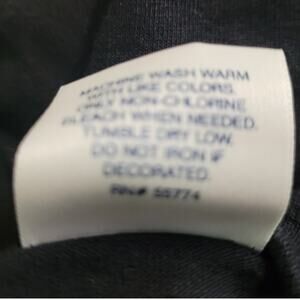 MACHINE WASH WARM
WITH LIKE COLORS.
ONLY NON-CHLORINE
BLEACH WHEN NEEDED.
TUMBLE DRY LOW.
DO NOT IRON IF
DECORATED.
RN# 55774